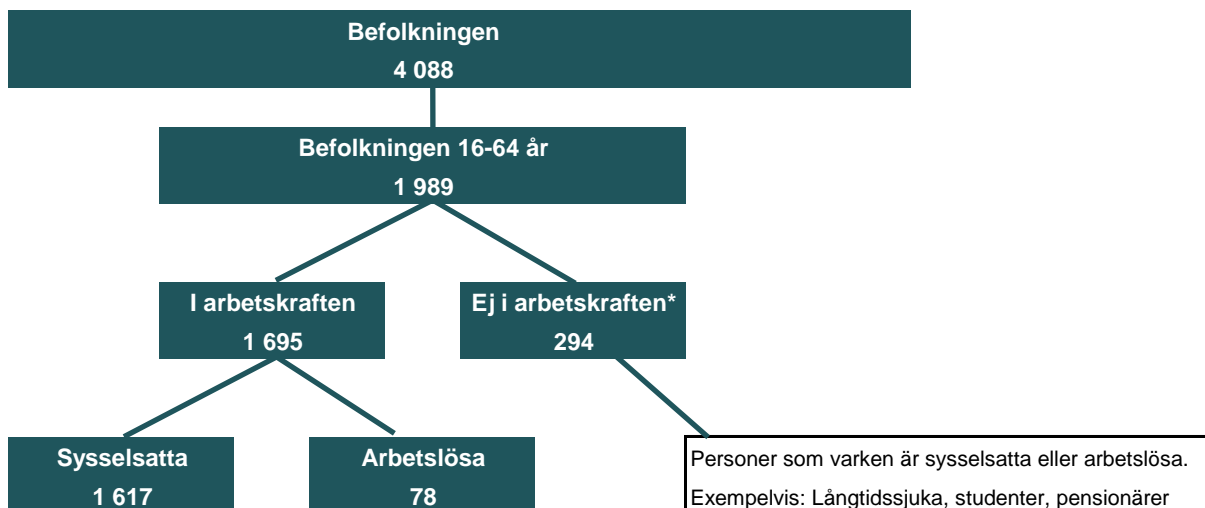 Befolkningen
4 088
Befolkningen 16-64 år
1 989
I arbetskraften
1 695
Ej i arbetskraften*
294
Sysselsatta
1 617
Arbetslösa
78
Personer som varken är sysselsatta eller arbetslösa.
Exempelvis: Långtidssjuka, studenter, pensionärer